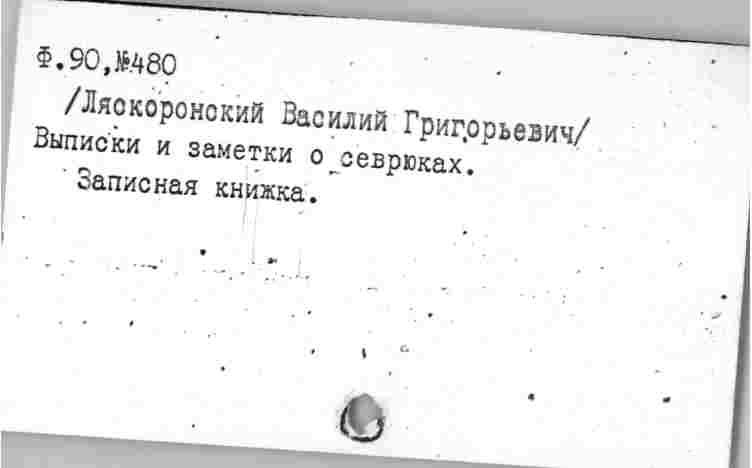 Ф.90,№480
/Ляскоронский Василий Григорьевич/
Выписки и заметки о севрюках.
Записная книжка.